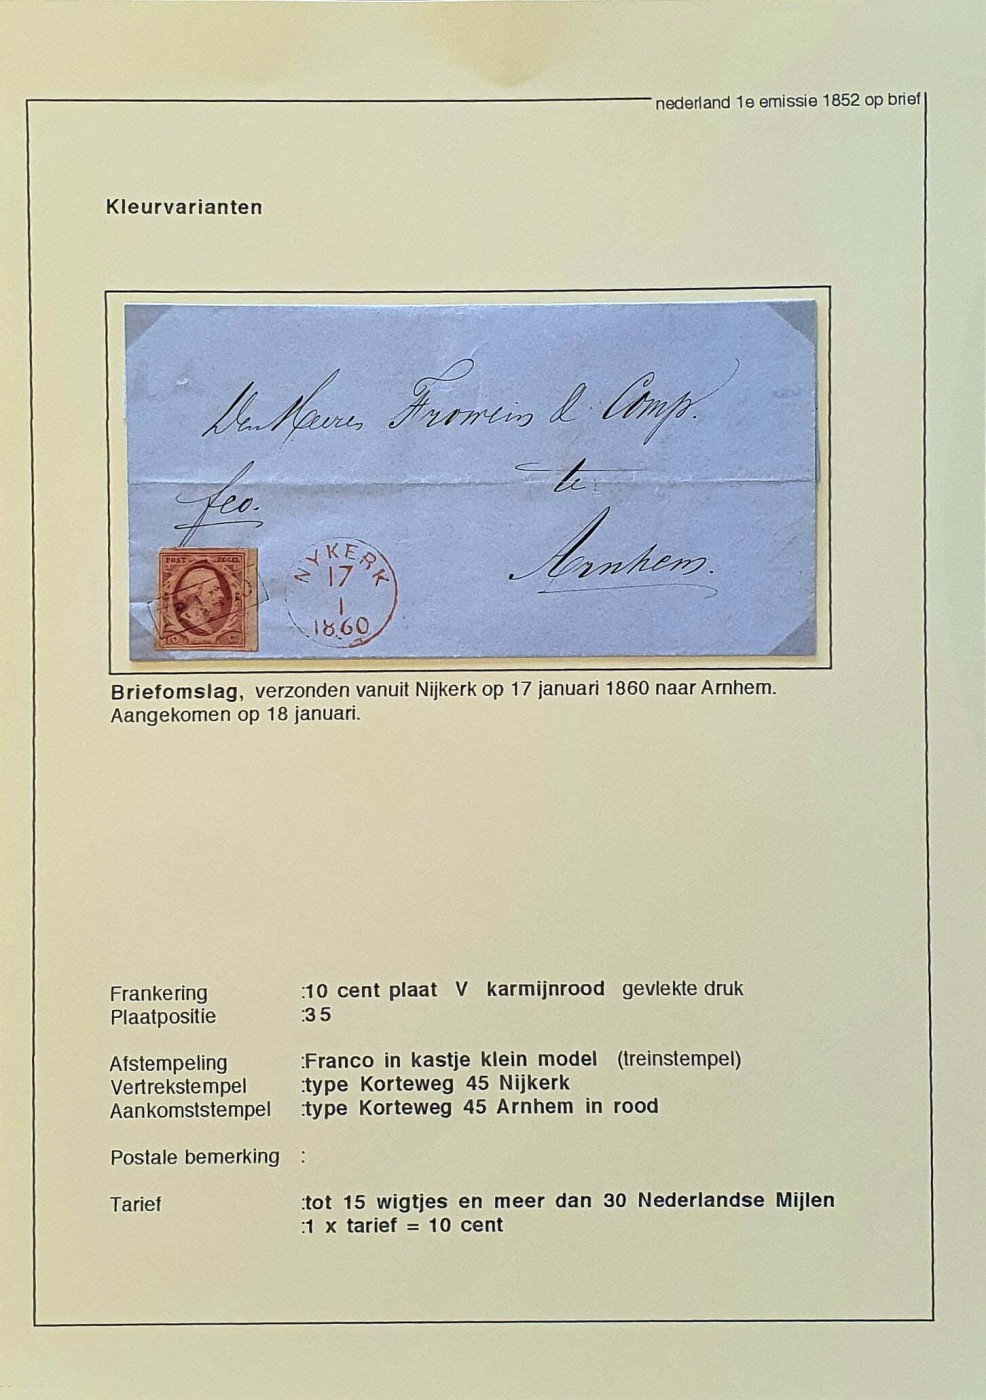 nederland 1e emissie 1852 op brief
Kleurvarianten
Den Heeren Frowein & Comp.
te
fco.
Arnhem.
POST ZEGEL
NYKERK
17
1
1860
Briefomslag, verzonden vanuit Nijkerk op 17 januari 1860 naar Arnhem.
Aangekomen op 18 januari.
Frankering :10 cent plaat V karmijnrood gevlekte druk
Plaatpositie :35
Afstempeling :Franco in kastje klein model (treinstempel)
Vertrekstempel :type Korteweg 45 Nijkerk
Aankomststempel :type Korteweg 45 Arnhem in rood
Postale bemerking :
Tarief :tot 15 wigtjes en meer dan 30 Nederlandse Mijlen
:1 x tarief = 10 cent